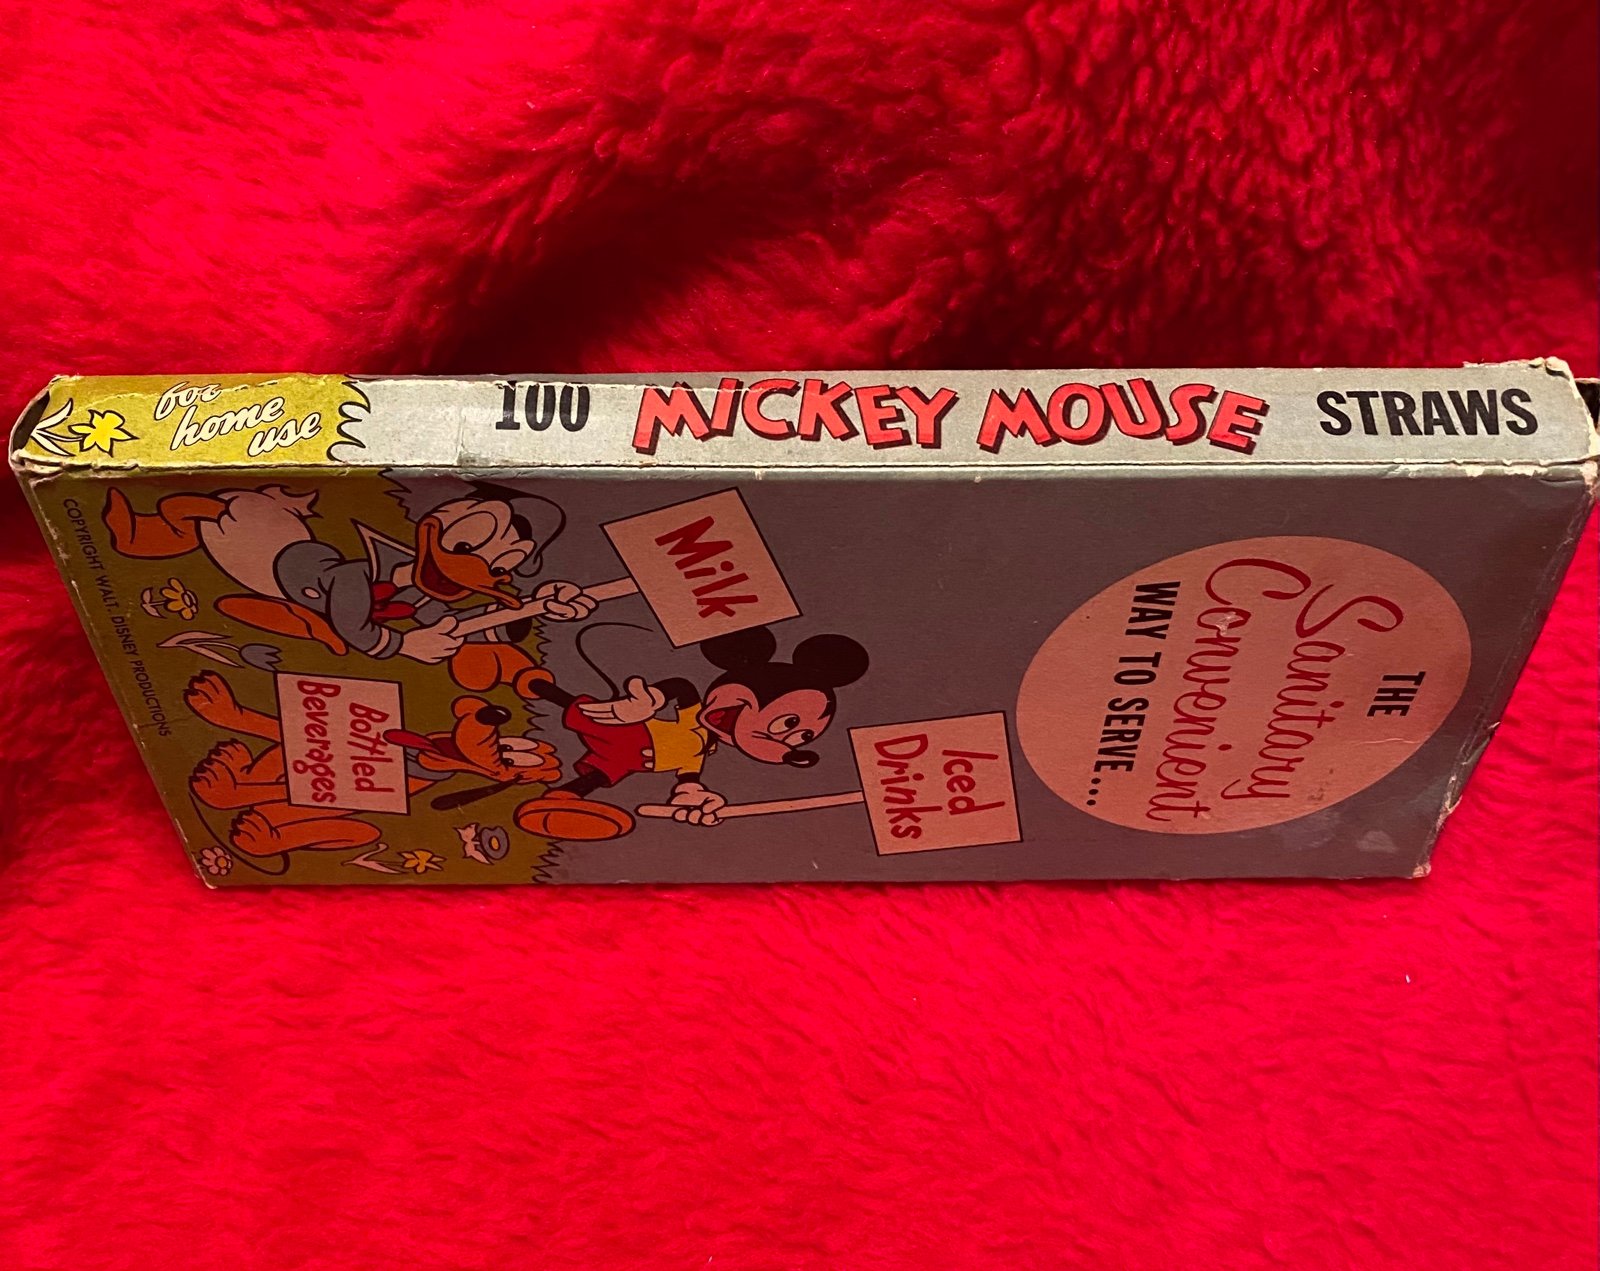 for
home
use
100 MICKEY MOUSE STRAWS
THE
Sanitary
Convenient
WAY TO SERVE....
Milk
Iced
Drinks
Bottled
Beverages
COPYRIGHT WALT. DISNEY PRODUCTIONS